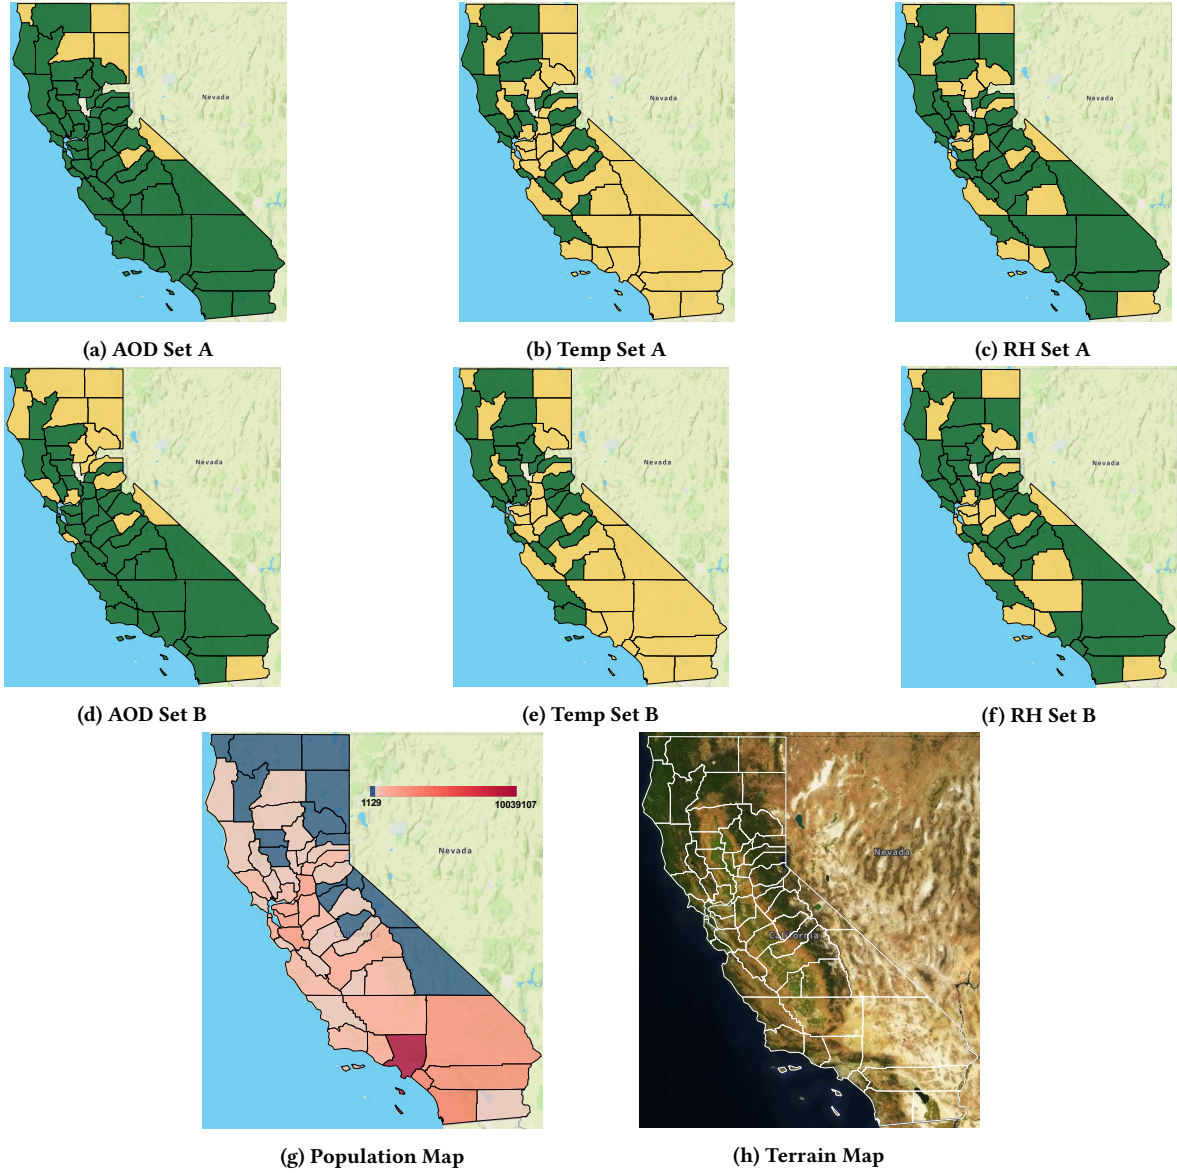 Nevada
Nevada
Nevada
(a) AOD Set A
(b) Temp Set A
(c) RH Set A
Nevada
Nevada
Nevada
(d) AOD Set B
(e) Temp Set B
(f) RH Set B
1129
10039107
Nevada
Nevada
California
(g) Population Map
(h) Terrain Map